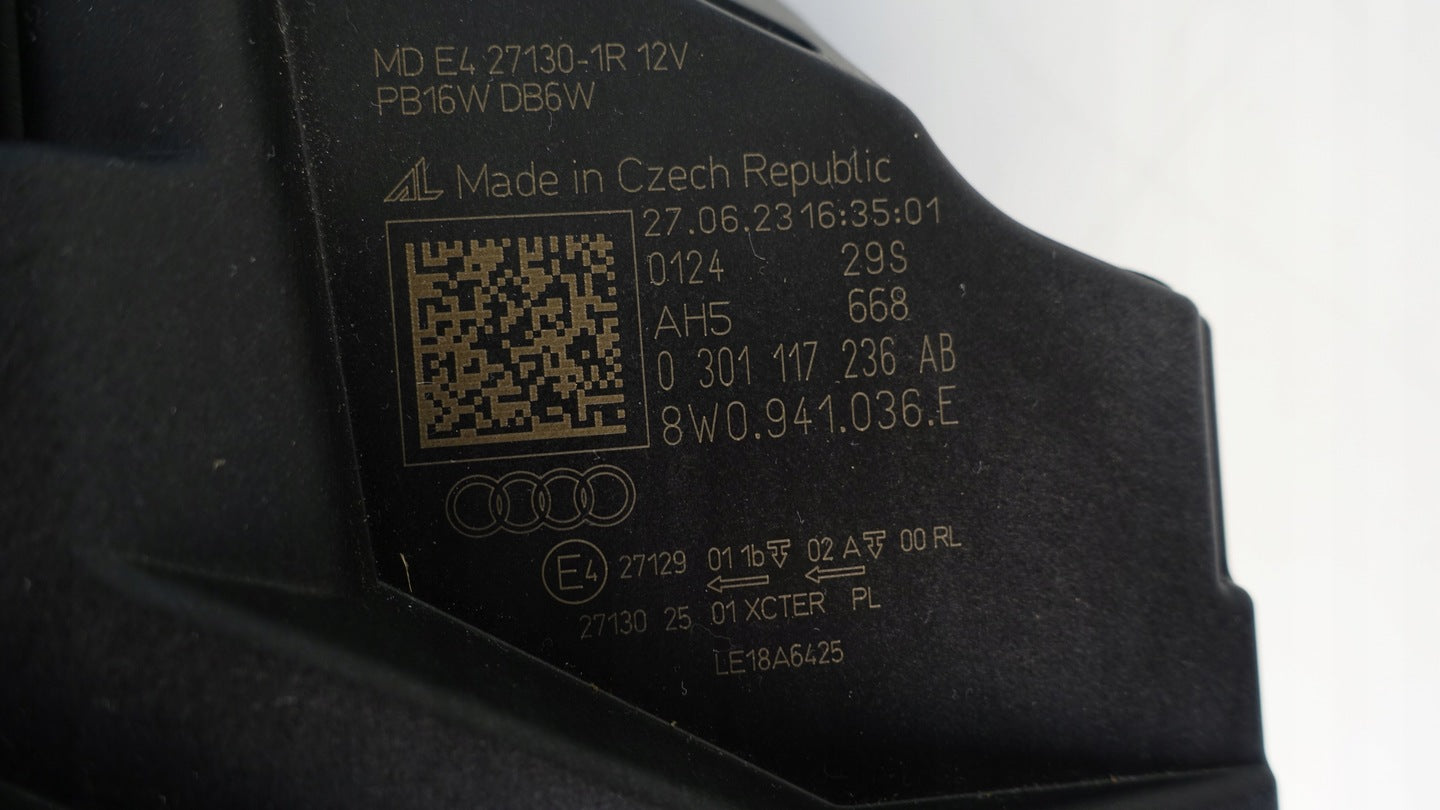 MD E4 27130-1R 12V
PB16W DB6W
AL Made in Czech Republic
27.06.23 16:35:01
0124 29S
AH5 668
0 301 117 236 AB
8W0.941.036.E
E4 27129 01 1b 02 A 00 RL
27130 25 01 XCTER PL
LE18A6425